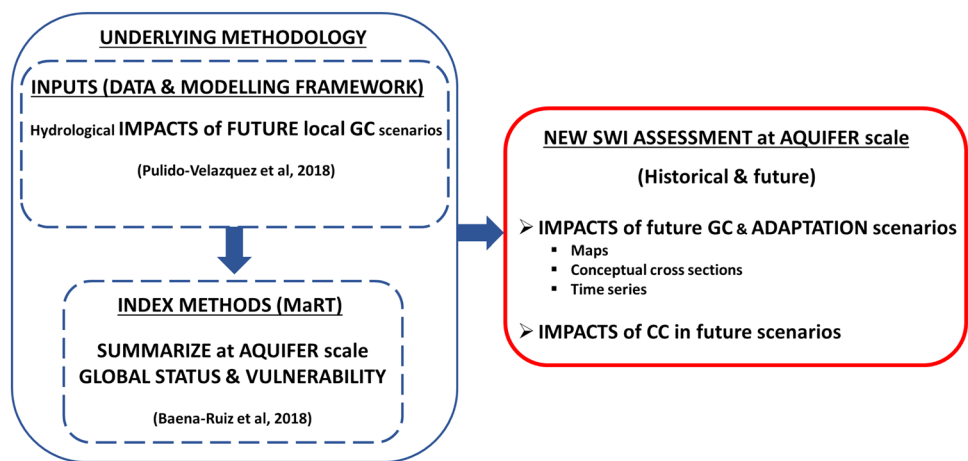 UNDERLYING METHODOLOGY
INPUTS (DATA & MODELLING FRAMEWORK)
Hydrological IMPACTS of FUTURE local GC scenarios
(Pulido-Velazquez et al, 2018)
INDEX METHODS (MaRT)
SUMMARIZE at AQUIFER scale
GLOBAL STATUS & VULNERABILITY
(Baena-Ruiz et al, 2018)
NEW SWI ASSESSMENT at AQUIFER scale
(Historical & future)
➢ IMPACTS of future GC & ADAPTATION scenarios
▪ Maps
▪ Conceptual cross sections
▪ Time series
➢ IMPACTS of CC in future scenarios